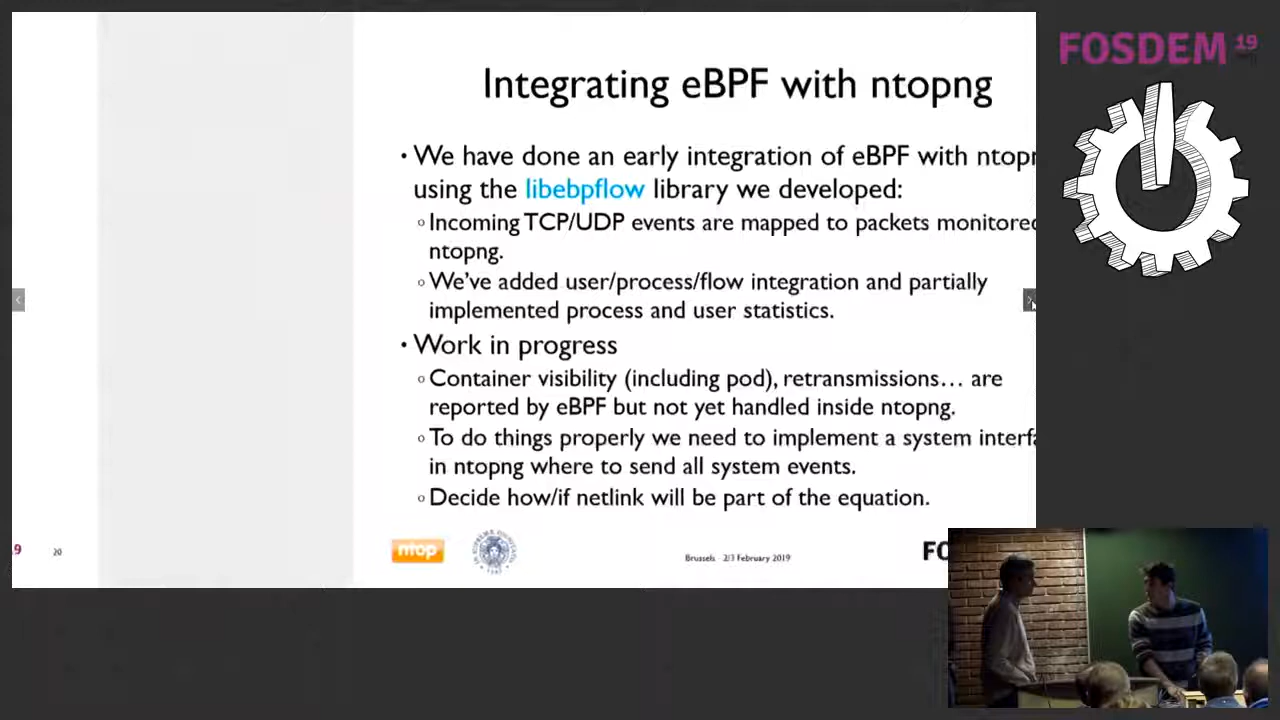 FOSDEM 19
Integrating eBPF with ntopng
• We have done an early integration of eBPF with ntopn
using the libebpflow library we developed:
○ Incoming TCP/UDP events are mapped to packets monitored
ntopng.
○ We've added user/process/flow integration and partially
implemented process and user statistics.
• Work in progress
○ Container visibility (including pod), retransmissions… are
reported by eBPF but not yet handled inside ntopng.
○ To do things properly we need to implement a system interfa
in ntopng where to send all system events.
○ Decide how/if netlink will be part of the equation.
9 20 ntop Brussels 2/3 February 2019 FO